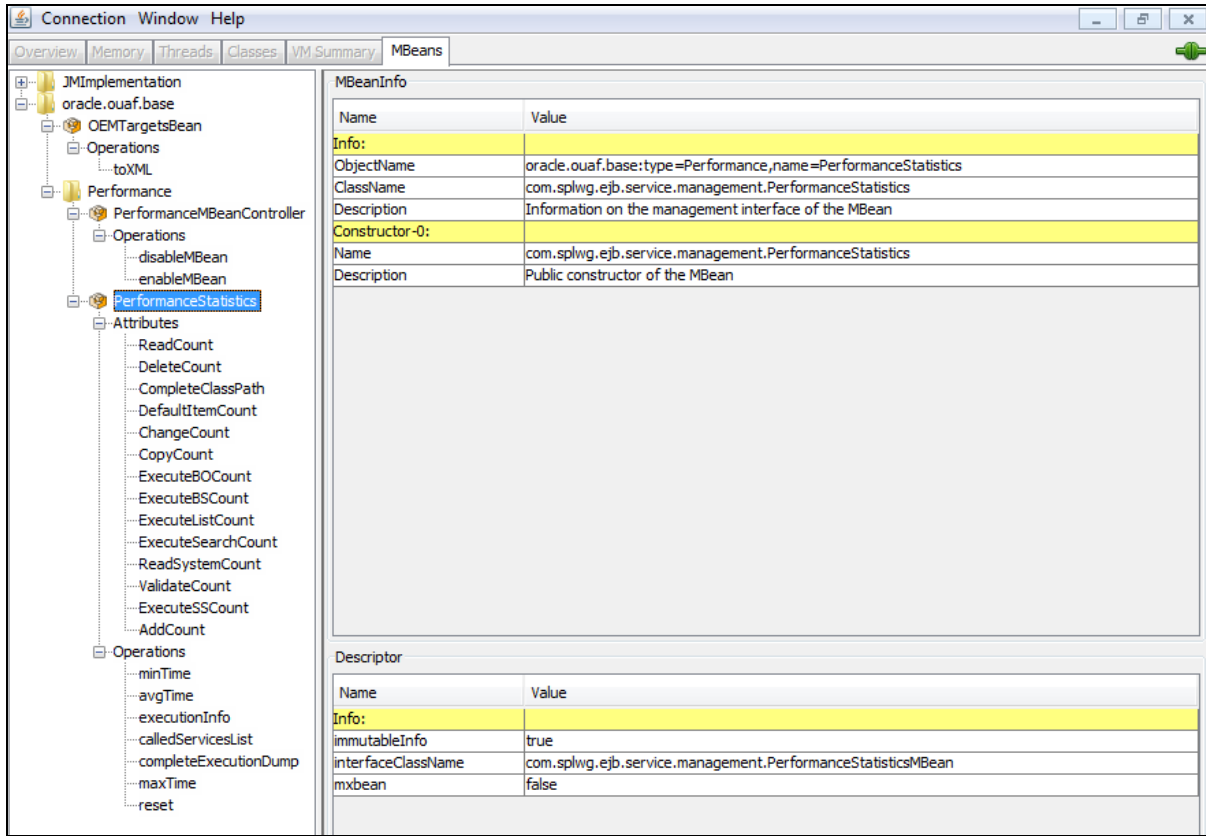 Connection Window Help
Overview Memory Threads Classes VM Summary MBeans
JMImplementation
oracle.ouaf.base
OEMTargetsBean
Operations
toXML
Performance
PerformanceMBeanController
Operations
disableMBean
enableMBean
PerformanceStatistics
Attributes
ReadCount
DeleteCount
CompleteClassPath
DefaultItemCount
ChangeCount
CopyCount
ExecuteBOCount
ExecuteBSCount
ExecuteListCount
ExecuteSearchCount
ReadSystemCount
ValidateCount
ExecuteSSCount
AddCount
Operations
minTime
avgTime
executionInfo
calledServicesList
completeExecutionDump
maxTime
reset
MBeanInfo
Name Value
Info:
ObjectName oracle.ouaf.base:type=Performance,name=PerformanceStatistics
ClassName com.splwg.ejb.service.management.PerformanceStatistics
Description Information on the management interface of the MBean
Constructor-0:
Name com.splwg.ejb.service.management.PerformanceStatistics
Description Public constructor of the MBean
Descriptor
Name Value
Info:
immutableInfo true
interfaceClassName com.splwg.ejb.service.management.PerformanceStatisticsMBean
mxbean false